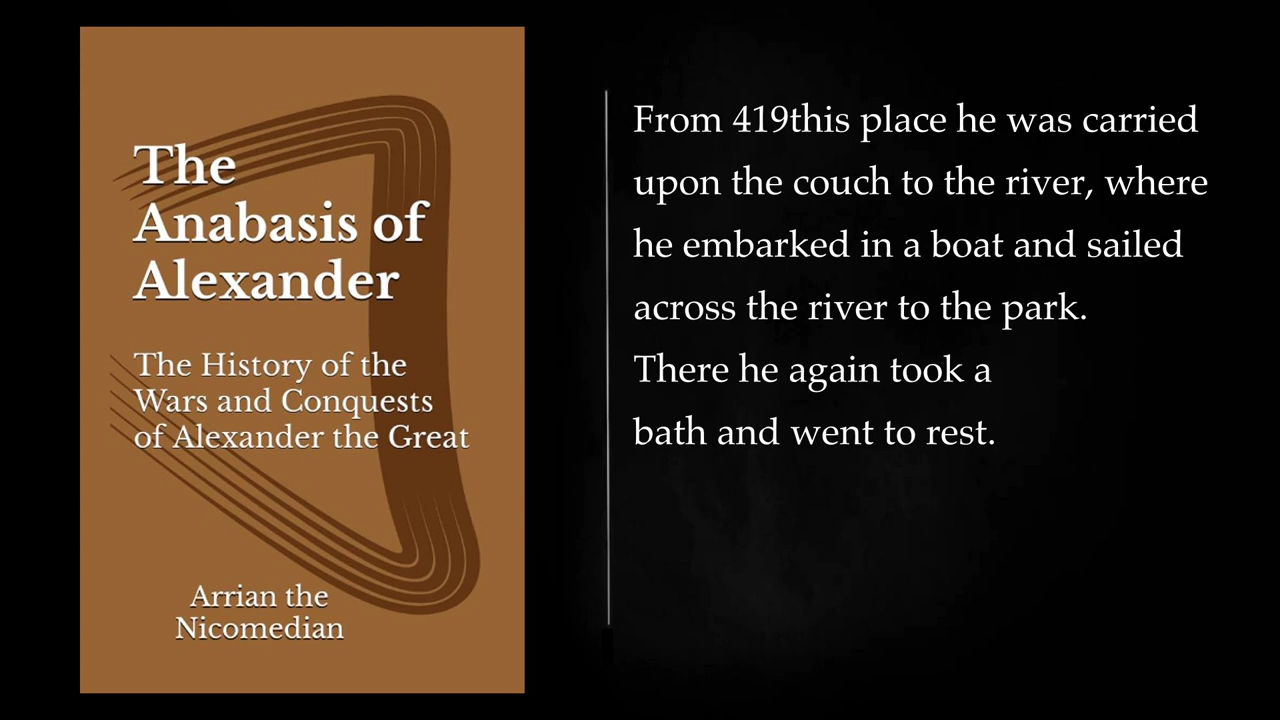 The
Anabasis of
Alexander
The History of the
Wars and Conquests
of Alexander the Great
Arrian the
Nicomedian
From 419this place he was carried
upon the couch to the river, where
he embarked in a boat and sailed
across the river to the park.
There he again took a
bath and went to rest.